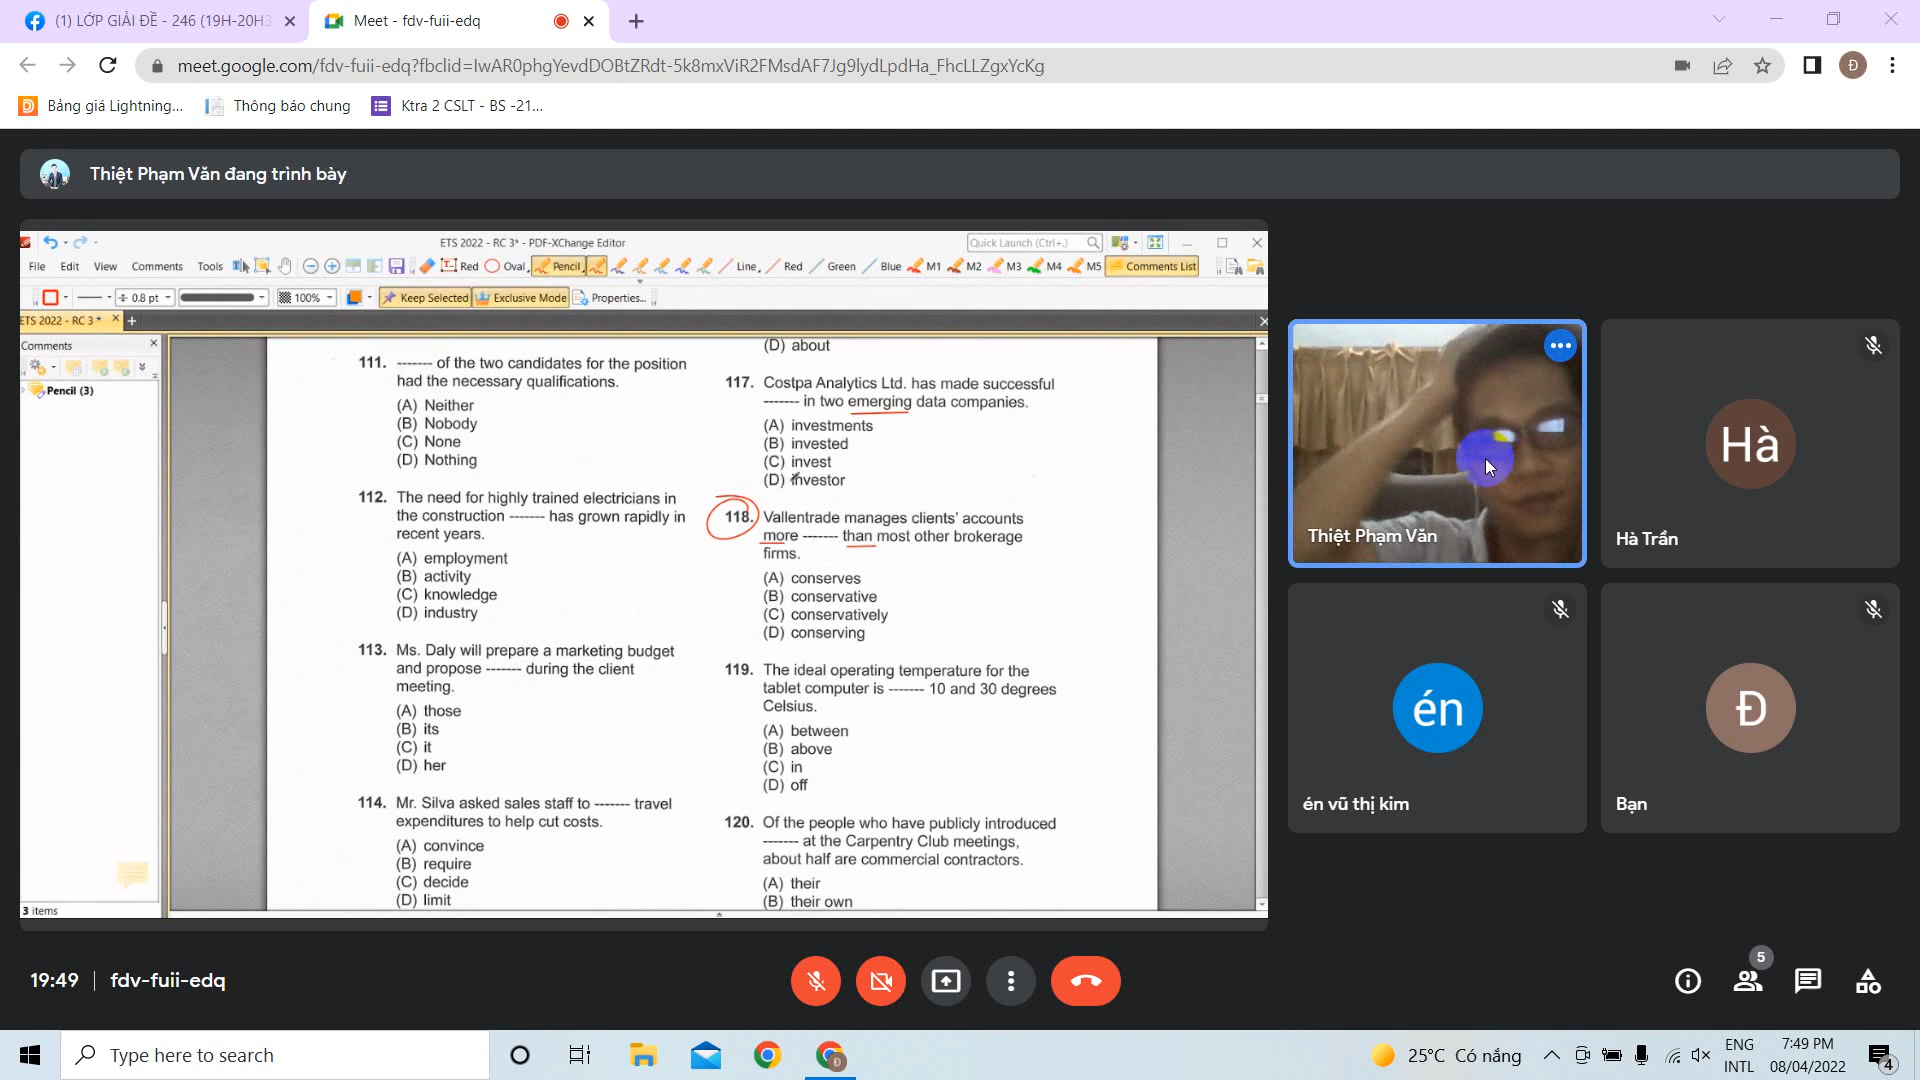 (1) LỚP GIẢI ĐỀ - 246 (19H-20H3
Meet - fdv-fuii-edq
meet.google.com/fdv-fuii-edq?fbclid=IwAR0phgYevdDOBtZRdt-5k8mxViR2FMsdAF7Jg9lydLpdHa_FhcLLZgxYcKg
Đ
Bảng giá Lightning...
Thông báo chung
Ktra 2 CSLT - BS -21...
Thiệt Phạm Văn đang trình bày
ETS 2022 - RC 3* - PDF-XChange Editor
Quick Launch (Ctrl+.)
File Edit View Comments Tools
Red Oval Pencil Line Red Green Blue M1 M2 M3 M4 M5 Comments List
0.8 pt 100% Keep Selected Exclusive Mode Properties...
ETS 2022 - RC 3 *
Comments
Pencil (3)
3 items
111. ------- of the two candidates for the position
had the necessary qualifications.
(A) Neither
(B) Nobody
(C) None
(D) Nothing
112. The need for highly trained electricians in
the construction ------- has grown rapidly in
recent years.
(A) employment
(B) activity
(C) knowledge
(D) industry
113. Ms. Daly will prepare a marketing budget
and propose ------- during the client
meeting.
(A) those
(B) its
(C) it
(D) her
114. Mr. Silva asked sales staff to ------- travel
expenditures to help cut costs.
(A) convince
(B) require
(C) decide
(D) limit
(D) about
117. Costpa Analytics Ltd. has made successful
------- in two emerging data companies.
(A) investments
(B) invested
(C) invest
(D) investor
118. Vallentrade manages clients' accounts
more ------- than most other brokerage
firms.
(A) conserves
(B) conservative
(C) conservatively
(D) conserving
119. The ideal operating temperature for the
tablet computer is ------- 10 and 30 degrees
Celsius.
(A) between
(B) above
(C) in
(D) off
120. Of the people who have publicly introduced
------- at the Carpentry Club meetings,
about half are commercial contractors.
(A) their
(B) their own
Thiệt Phạm Văn
Hà
Hà Trần
én
én vũ thị kim
Đ
Bạn
19:49
fdv-fuii-edq
5
Type here to search
25°C Có nắng
ENG
INTL
7:49 PM
08/04/2022
4